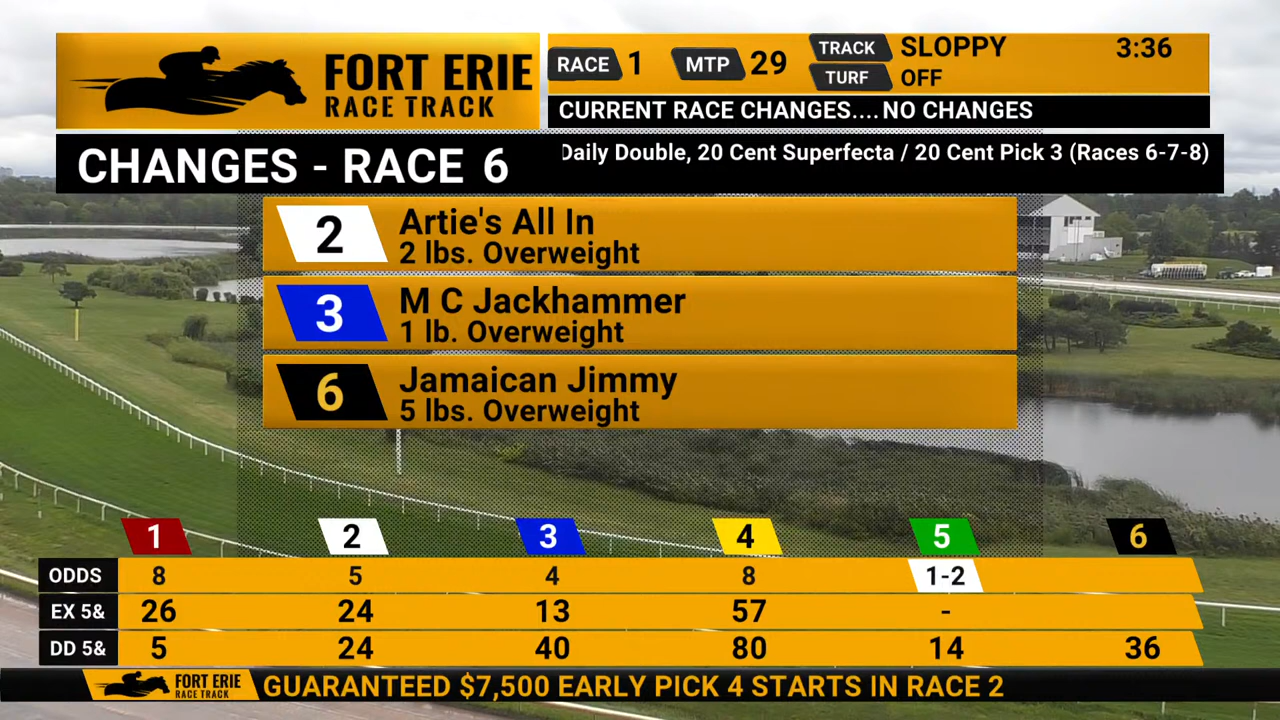 FORT ERIE
RACE TRACK
RACE 1 MTP 29 TRACK SLOPPY 3:36
TURF OFF
CURRENT RACE CHANGES.... NO CHANGES
CHANGES - RACE 6
Daily Double, 20 Cent Superfecta / 20 Cent Pick 3 (Races 6-7-8)
2 Artie's All In
2 lbs. Overweight
3 M C Jackhammer
1 lb. Overweight
6 Jamaican Jimmy
5 lbs. Overweight
1 2 3 4 5 6
ODDS 8 5 4 8 1-2
EX 5& 26 24 13 57 -
DD 5& 5 24 40 80 14 36
FORT ERIE
RACE TRACK
GUARANTEED $7,500 EARLY PICK 4 STARTS IN RACE 2